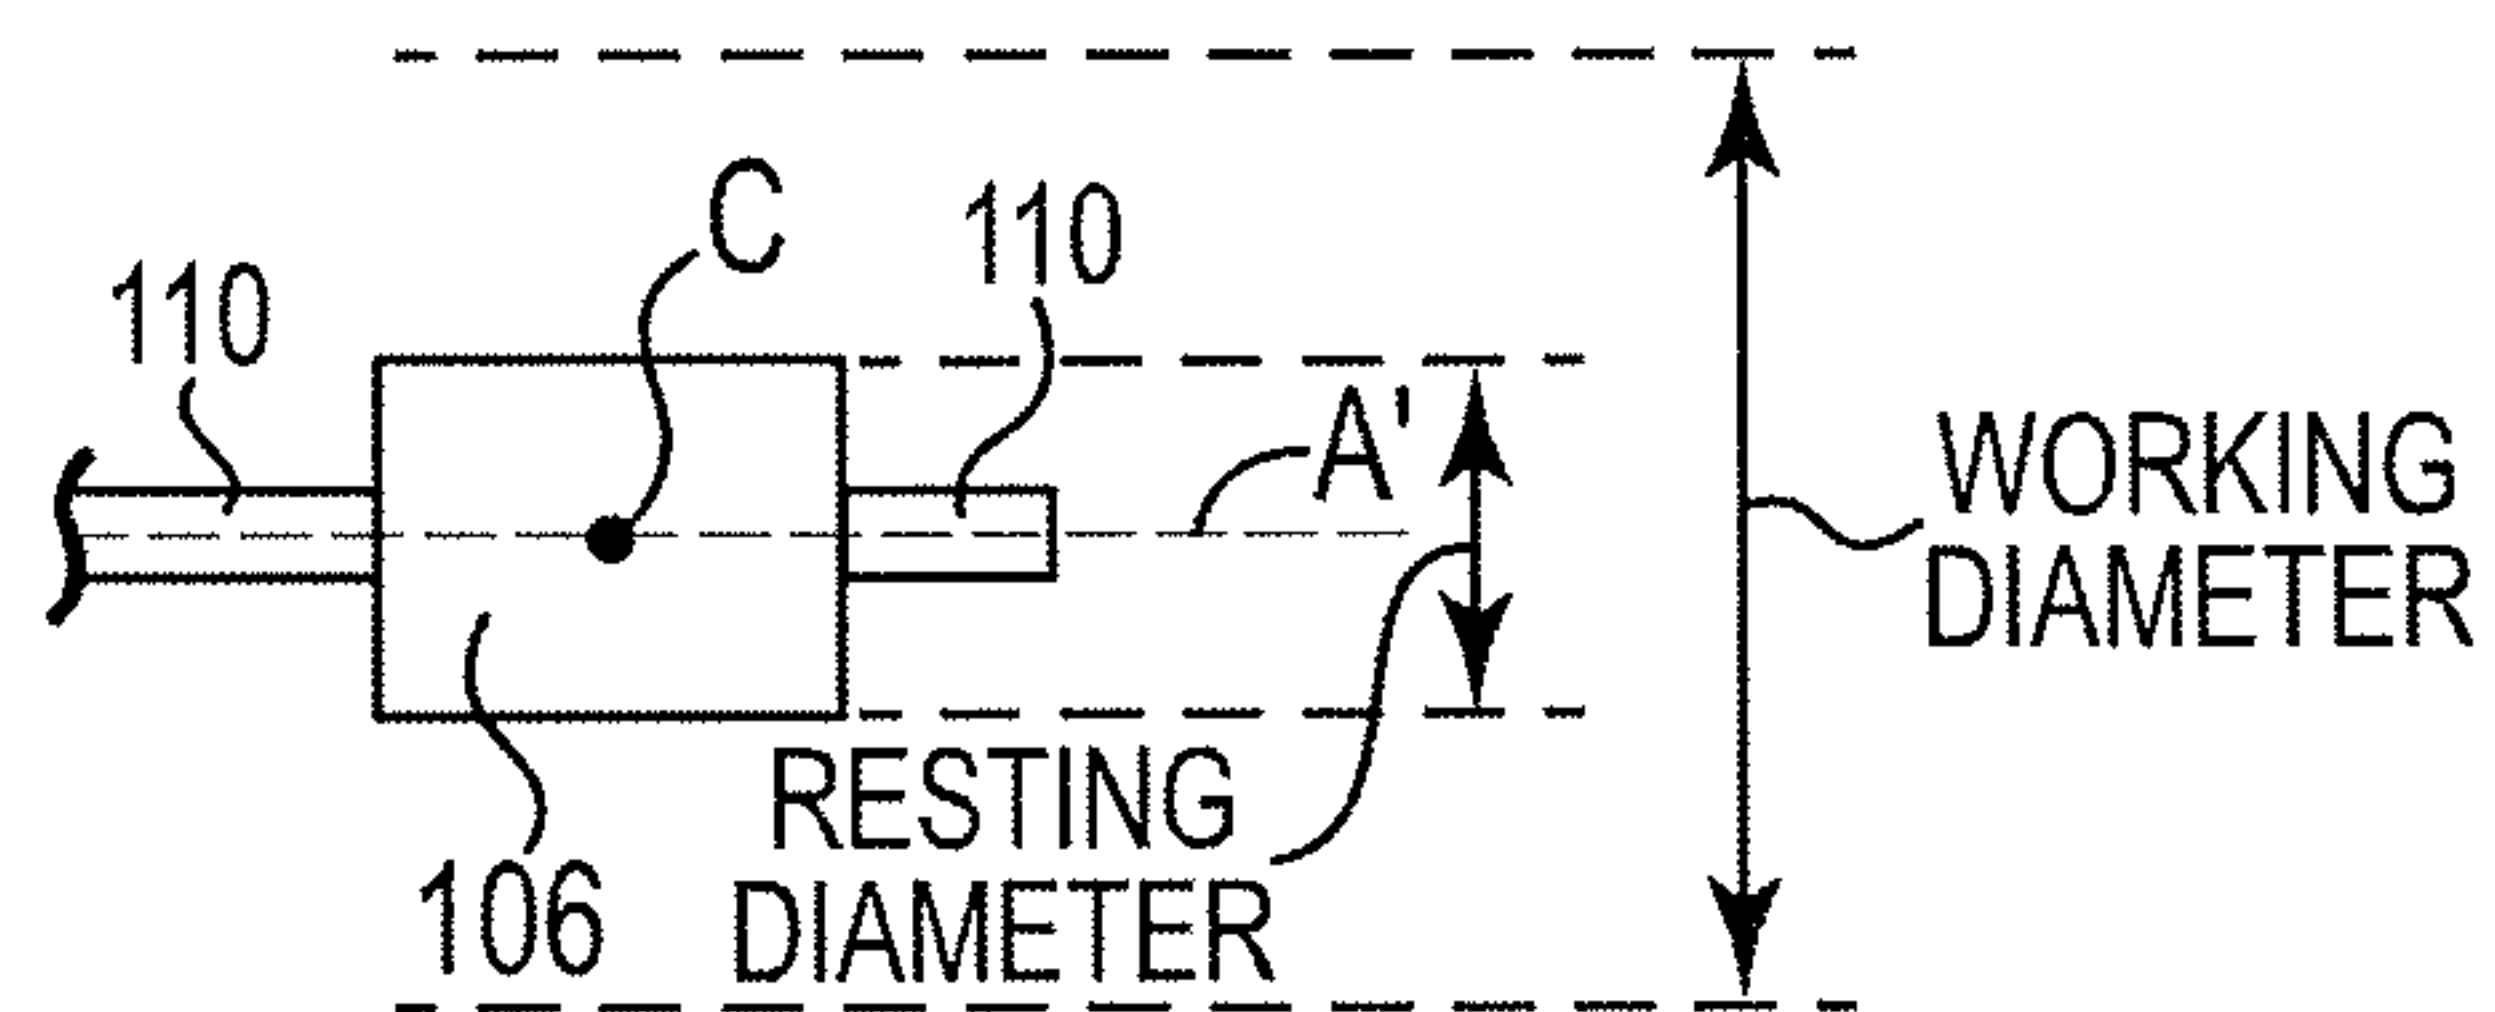 C
110
110
A'
WORKING
DIAMETER
RESTING
DIAMETER
106